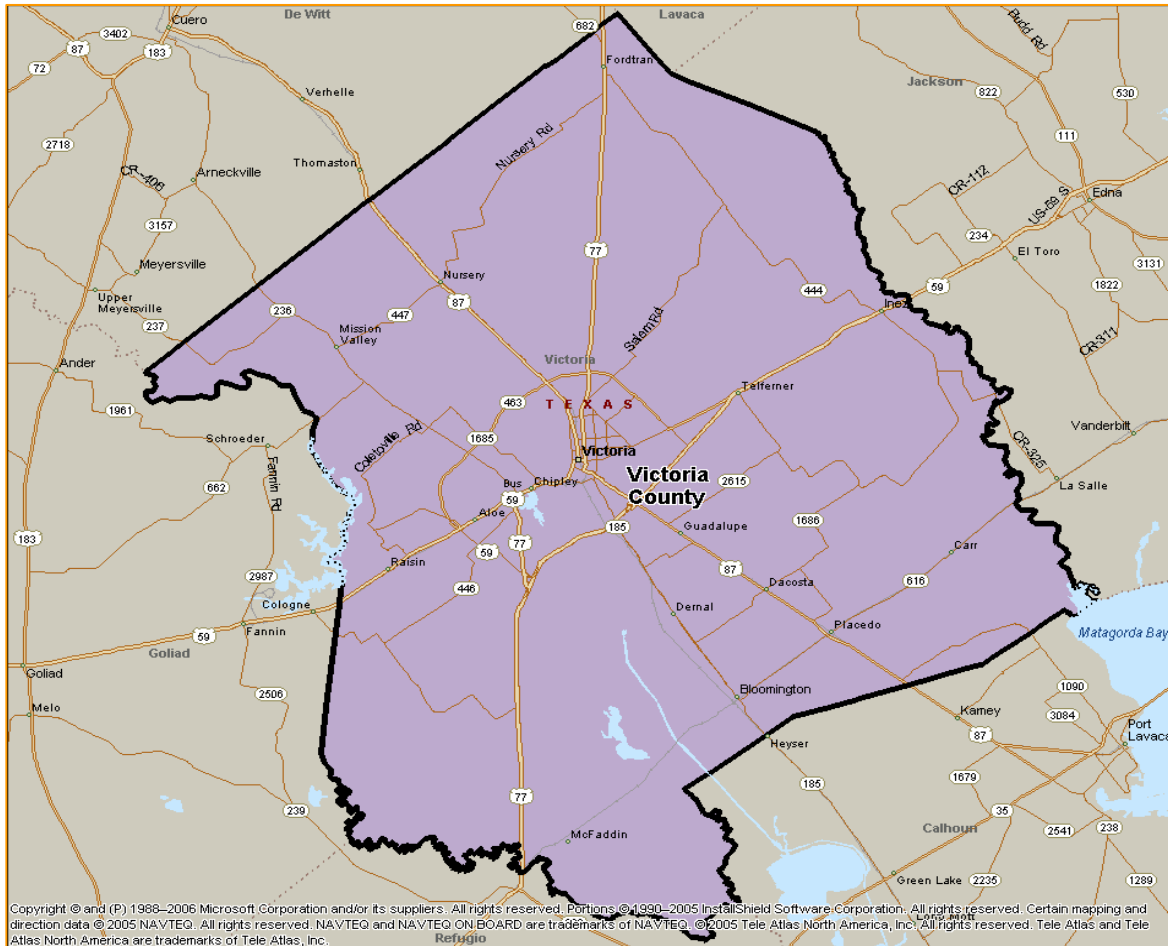 De Witt
Lavaca
Cuero
682
3402
87
183
Budd Rd
72
Fordtran
Jackson
822
530
Verhelle
111
2718
Nursery Rd
Thomaston
CR-406
Arneckville
CR-112
Edna
US-59 S
3157
234
77
El Toro
Meyersville
3131
Nursery
59
Upper
Meyersville
87
444
1822
236
447
Inez
237
Mission
Valley
Salem Rd
CR-311
Victoria
Ander
Telferner
463
TEXAS
1961
Coletoville Rd
Vanderbilt
Schroeder
1685
CR-325
Victoria
Fannin Rd
Victoria
County
662
Bus
Chipley
2615
La Salle
59
Aloe
185
1686
183
Guadalupe
77
59
Carr
Raisin
87
2987
446
Dacosta
616
Cologne
Dernal
Fannin
Placedo
59
Matagorda Bay
Goliad
Goliad
1090
2506
Bloomington
Melo
Kamey
3084
Port
Lavaca
87
Heyser
1679
185
77
239
35
Calhoun
238
McFaddin
2541
Green Lake
2235
1289
Long Mott
Copyright © and (P) 1988–2006 Microsoft Corporation and/or its suppliers. All rights reserved. Portions © 1990–2005 InstallShield Software Corporation. All rights reserved. Certain mapping and
direction data © 2005 NAVTEQ. All rights reserved. NAVTEQ and NAVTEQ ON BOARD are trademarks of NAVTEQ. © 2005 Tele Atlas North America, Inc. All rights reserved. Tele Atlas and Tele
Atlas North America are trademarks of Tele Atlas, Inc.
Refugio